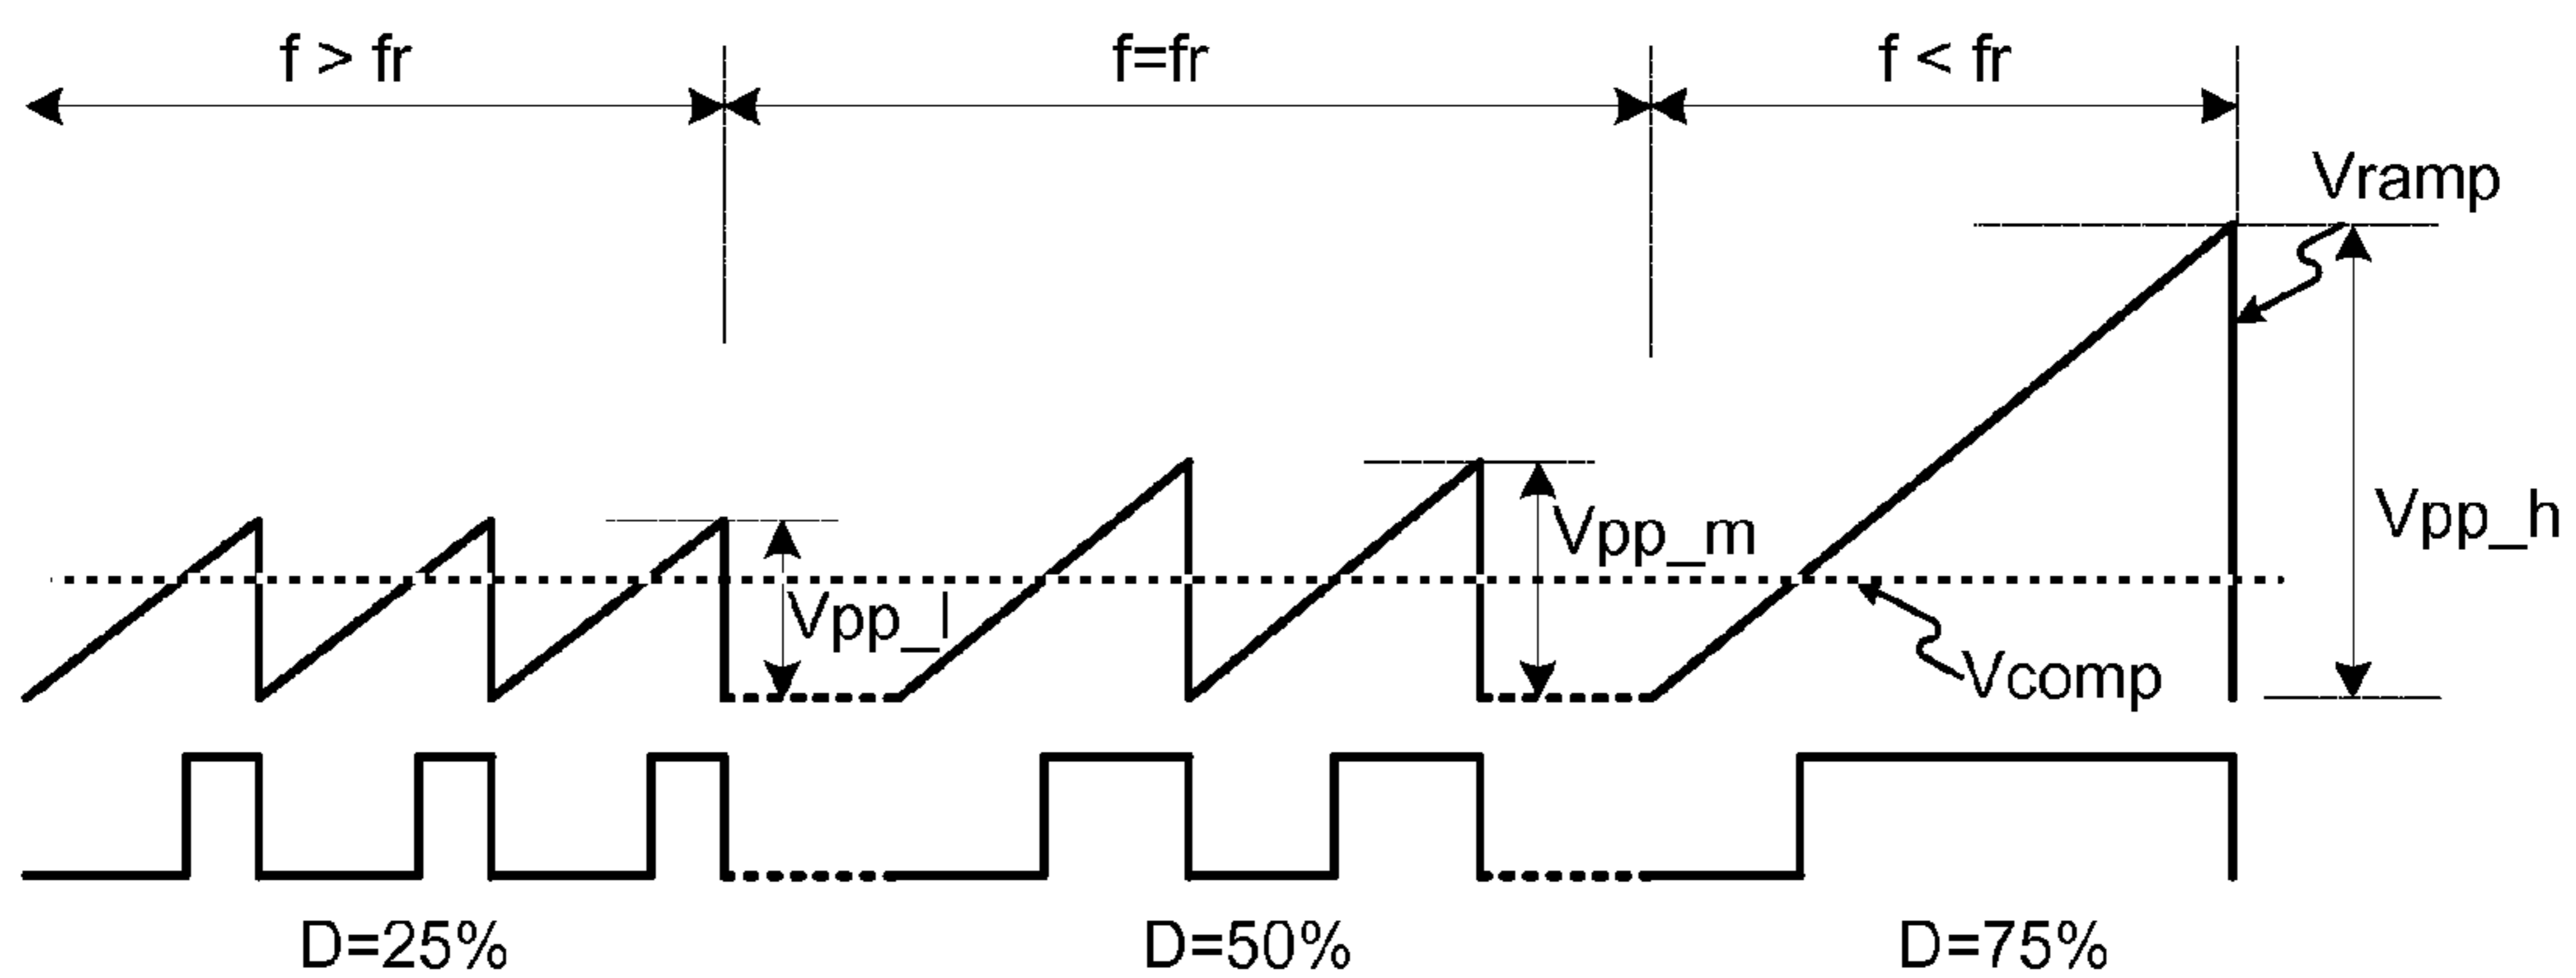 f > fr
f=fr
f < fr
Vramp
Vpp_l
Vpp_m
Vpp_h
Vcomp
D=25%
D=50%
D=75%